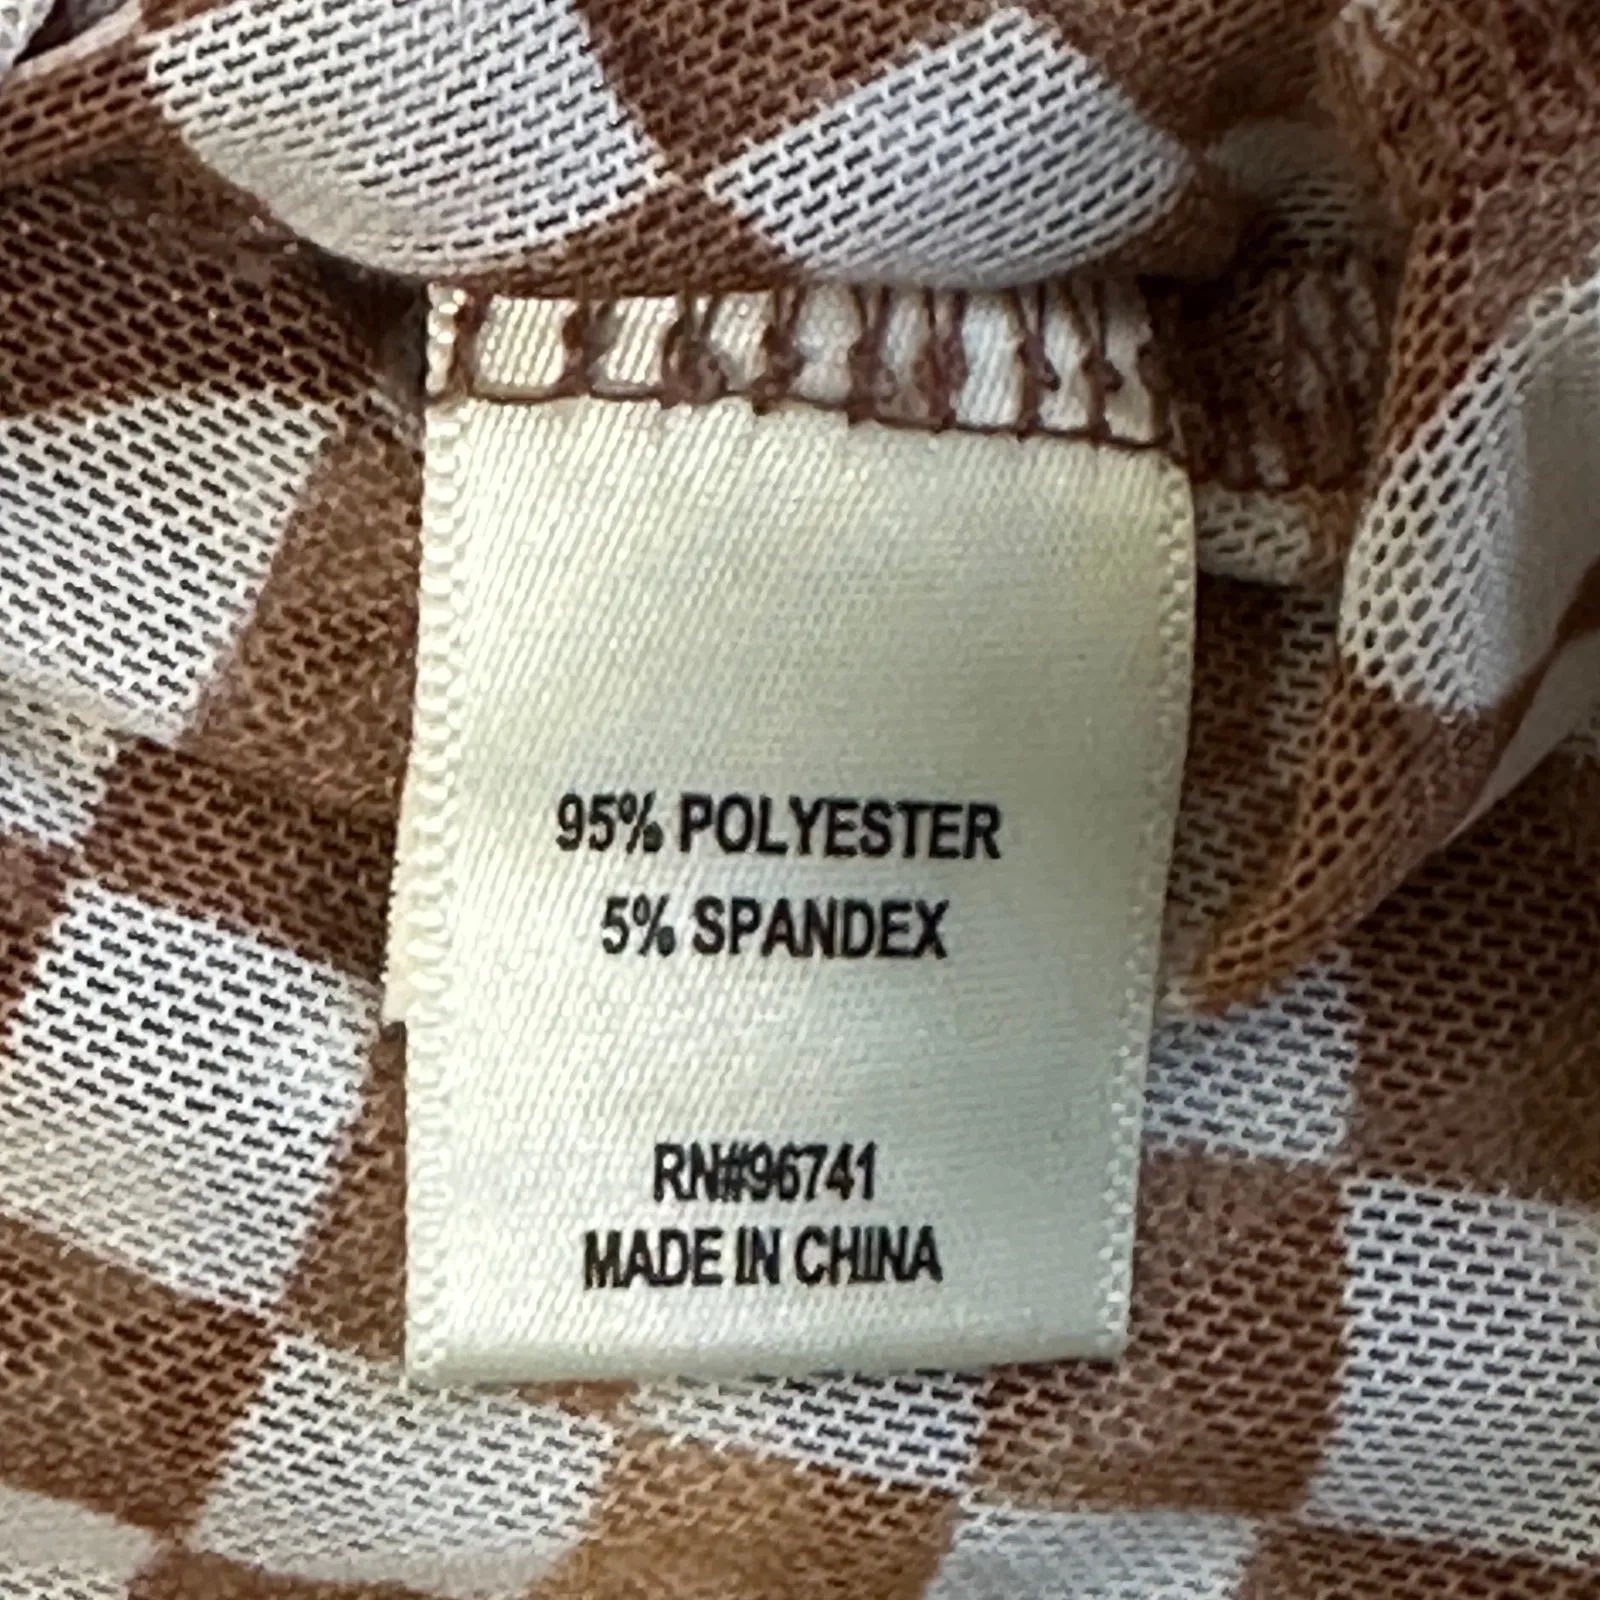 95% POLYESTER
5% SPANDEX
RN#96741
MADE IN CHINA